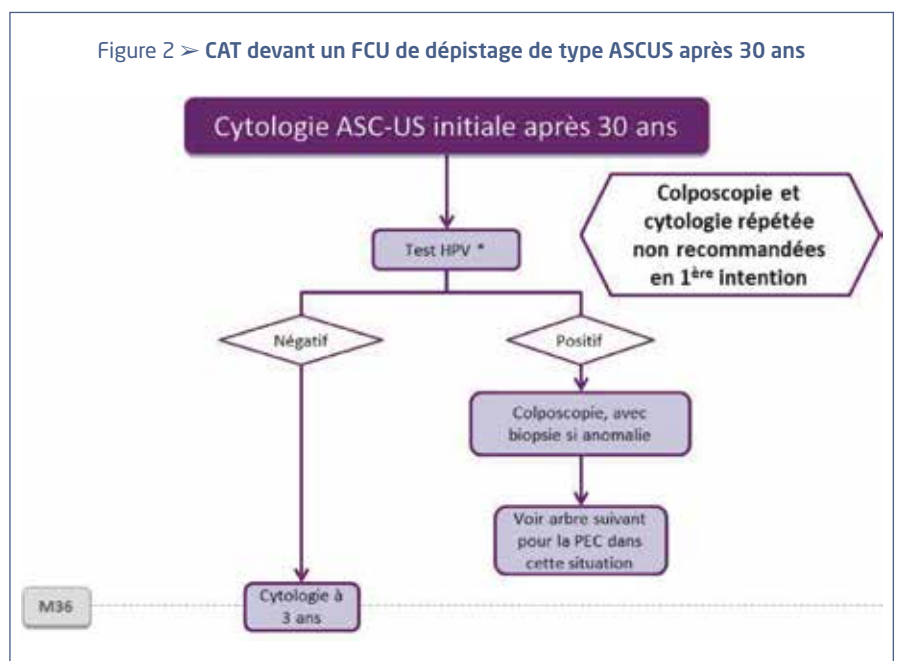 Figure 2 ➢ CAT devant un FCU de dépistage de type ASCUS après 30 ans
Cytologie ASC-US initiale après 30 ans
Colposcopie et
cytologie répétée
non recommandées
en 1ère intention
Test HPV *
Négatif
Positif
Colposcopie, avec
biopsie si anomalie
Voir arbre suivant
pour la PEC dans
cette situation
M36
Cytologie à
3 ans